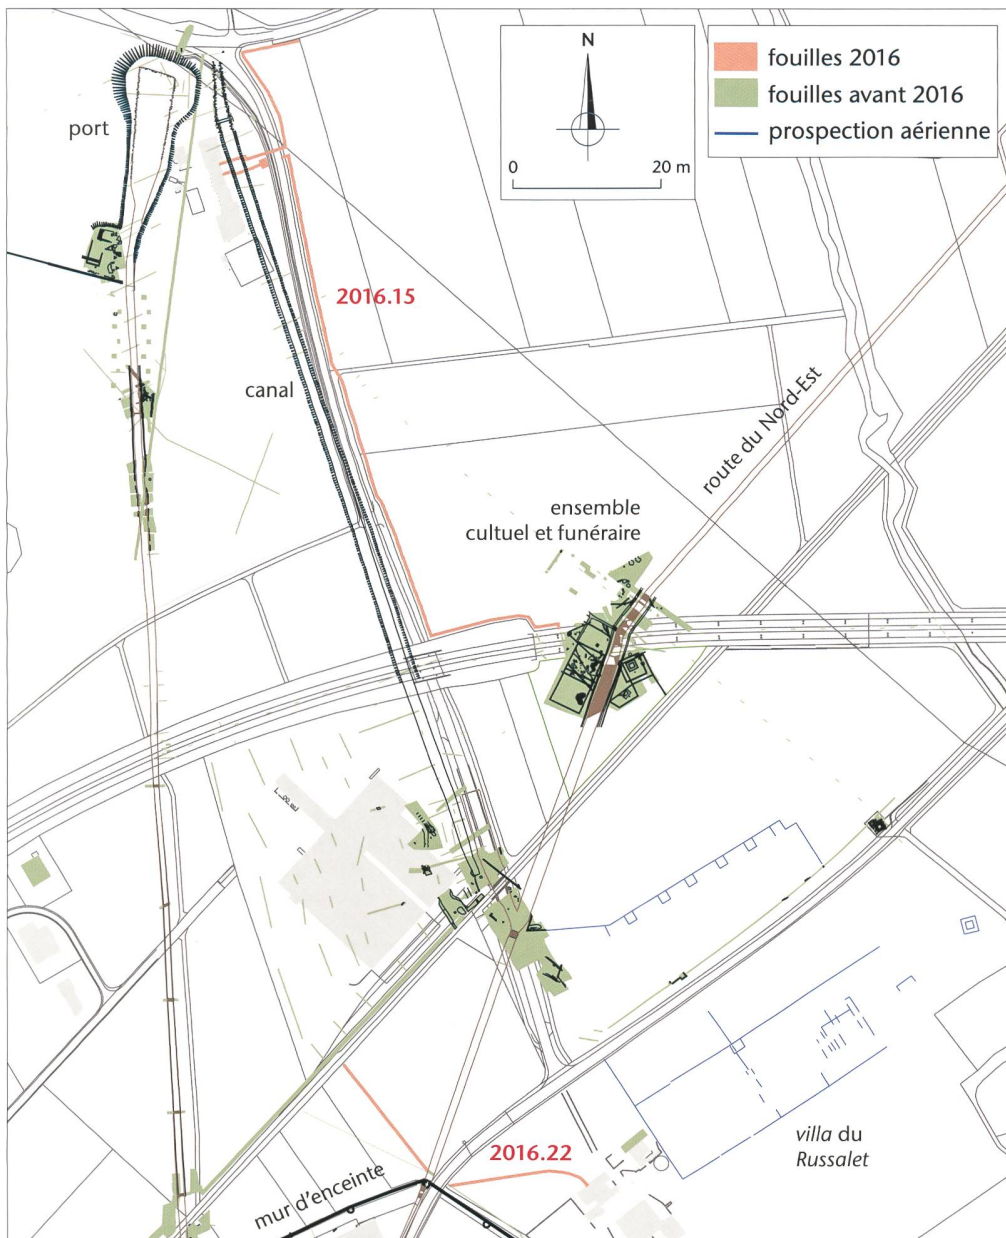 N
0
20 m
fouilles 2016
fouilles avant 2016
prospection aérienne
port
2016.15
canal
route du Nord-Est
ensemble
cultuel et funéraire
2016.22
mur d'enceinte
villa du
Russalet